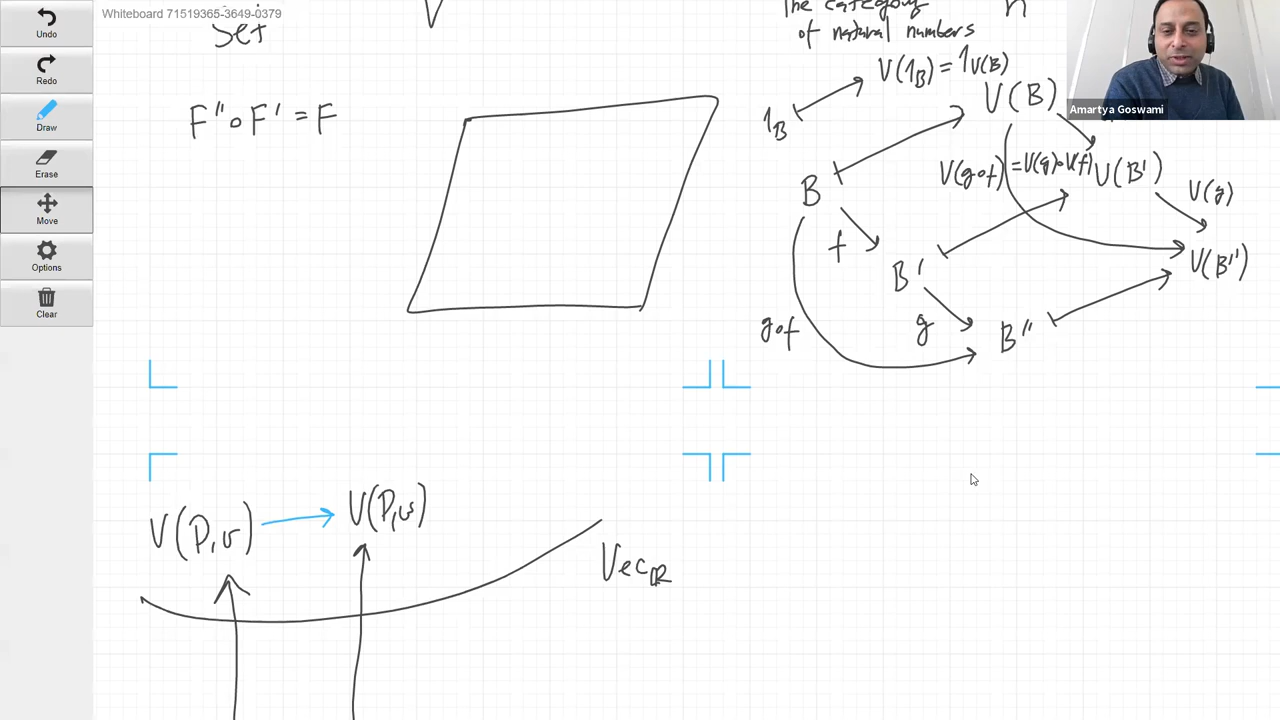 Whiteboard 71519365-3649-0379
Undo
Redo
Draw
Erase
Move
Options
Clear
Amartya Goswami
Set
V
The category
of natural numbers
n
F'' ∘ F' = F
1_B
V(1_B) = 1_V(B)
V(B)
V(g∘f) = V(g)∘V(f)
V(B')
V(g)
V(B'')
B
f
B'
g
B''
g∘f
V(P,v)
V(P,w)
Vec_ℝ